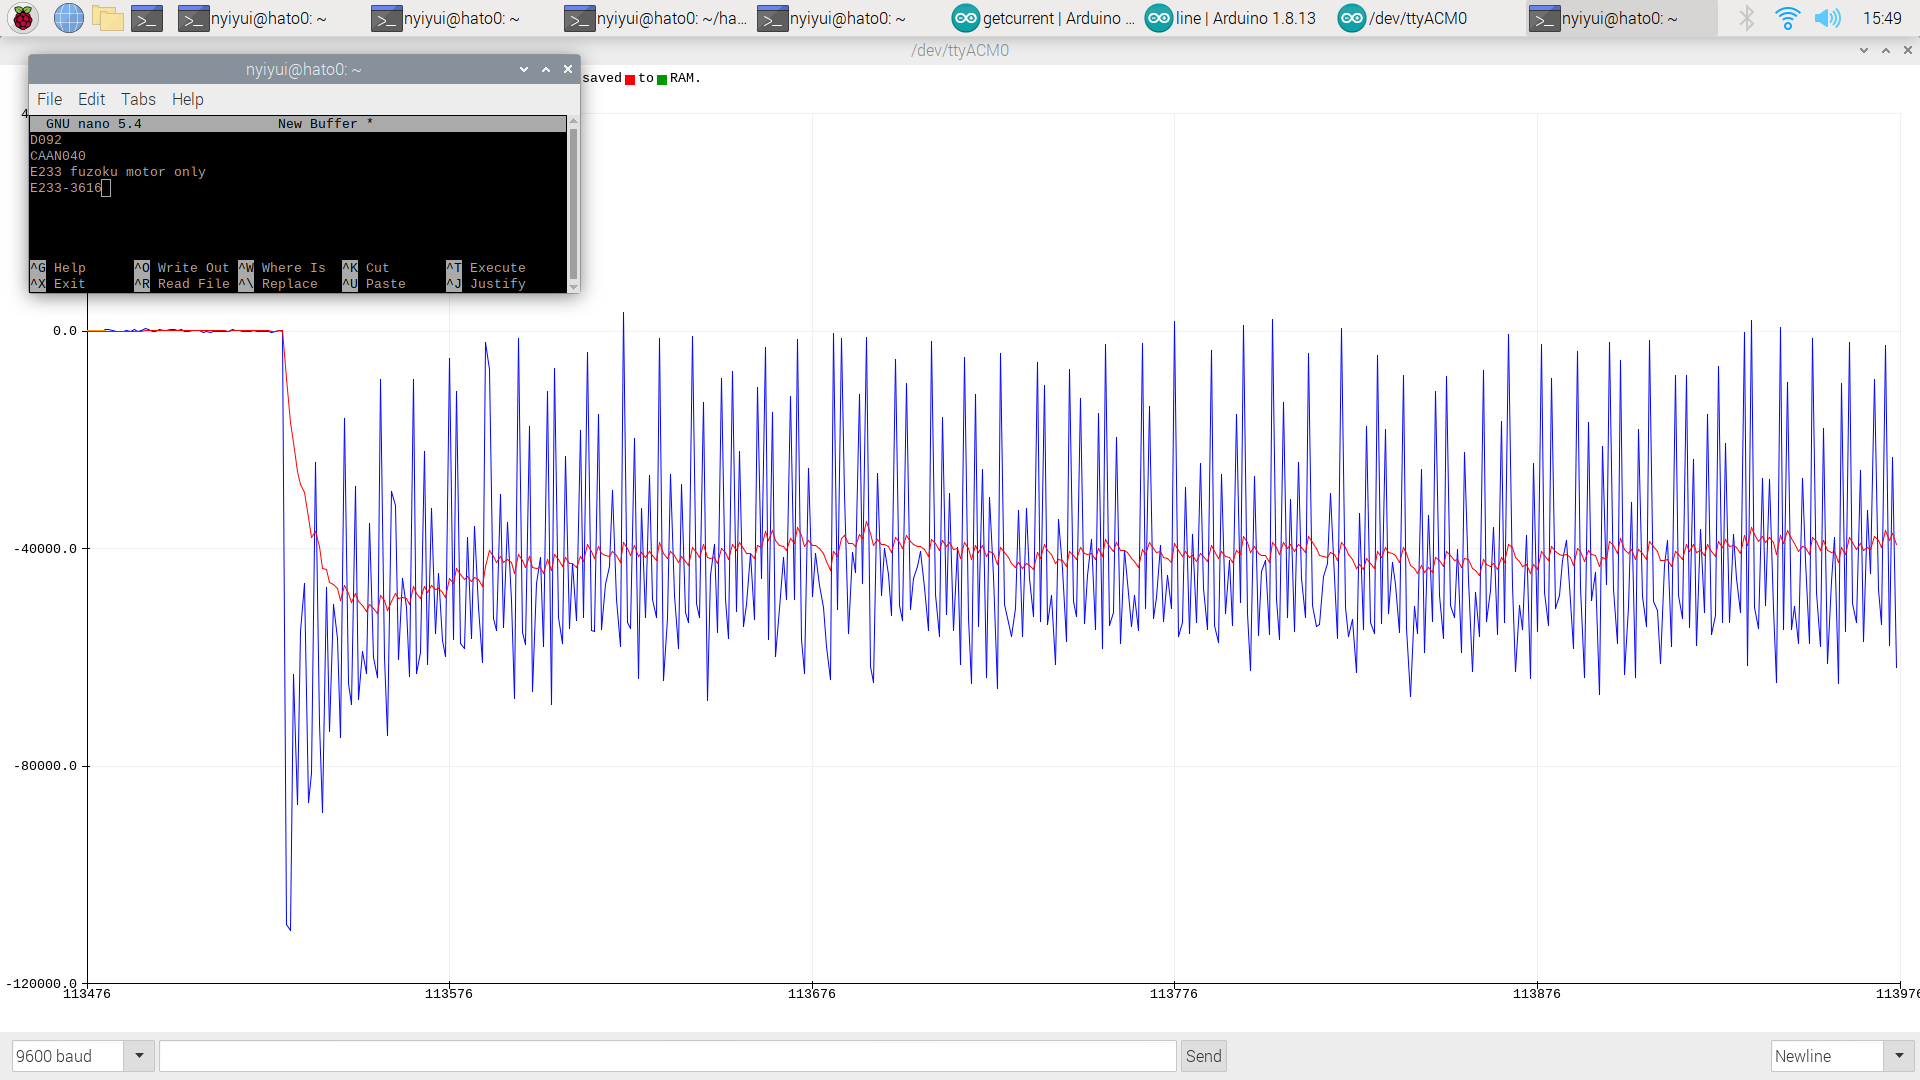 nyiyui@hato0: ~
nyiyui@hato0: ~
nyiyui@hato0: ~/ha...
nyiyui@hato0: ~
getcurrent | Arduino ...
line | Arduino 1.8.13
/dev/ttyACM0
nyiyui@hato0: ~
15:49
/dev/ttyACM0
nyiyui@hato0: ~
saved to RAM.
File Edit Tabs Help
4
GNU nano 5.4 New Buffer *
D092
CAAN040
E233 fuzoku motor only
E233-3616
^G Help ^O Write Out ^W Where Is ^K Cut ^T Execute
^X Exit ^R Read File ^\ Replace ^U Paste ^J Justify
0.0
-40000.0
-80000.0
-120000.0
113476 113576 113676 113776 113876 113976
9600 baud
Send
Newline